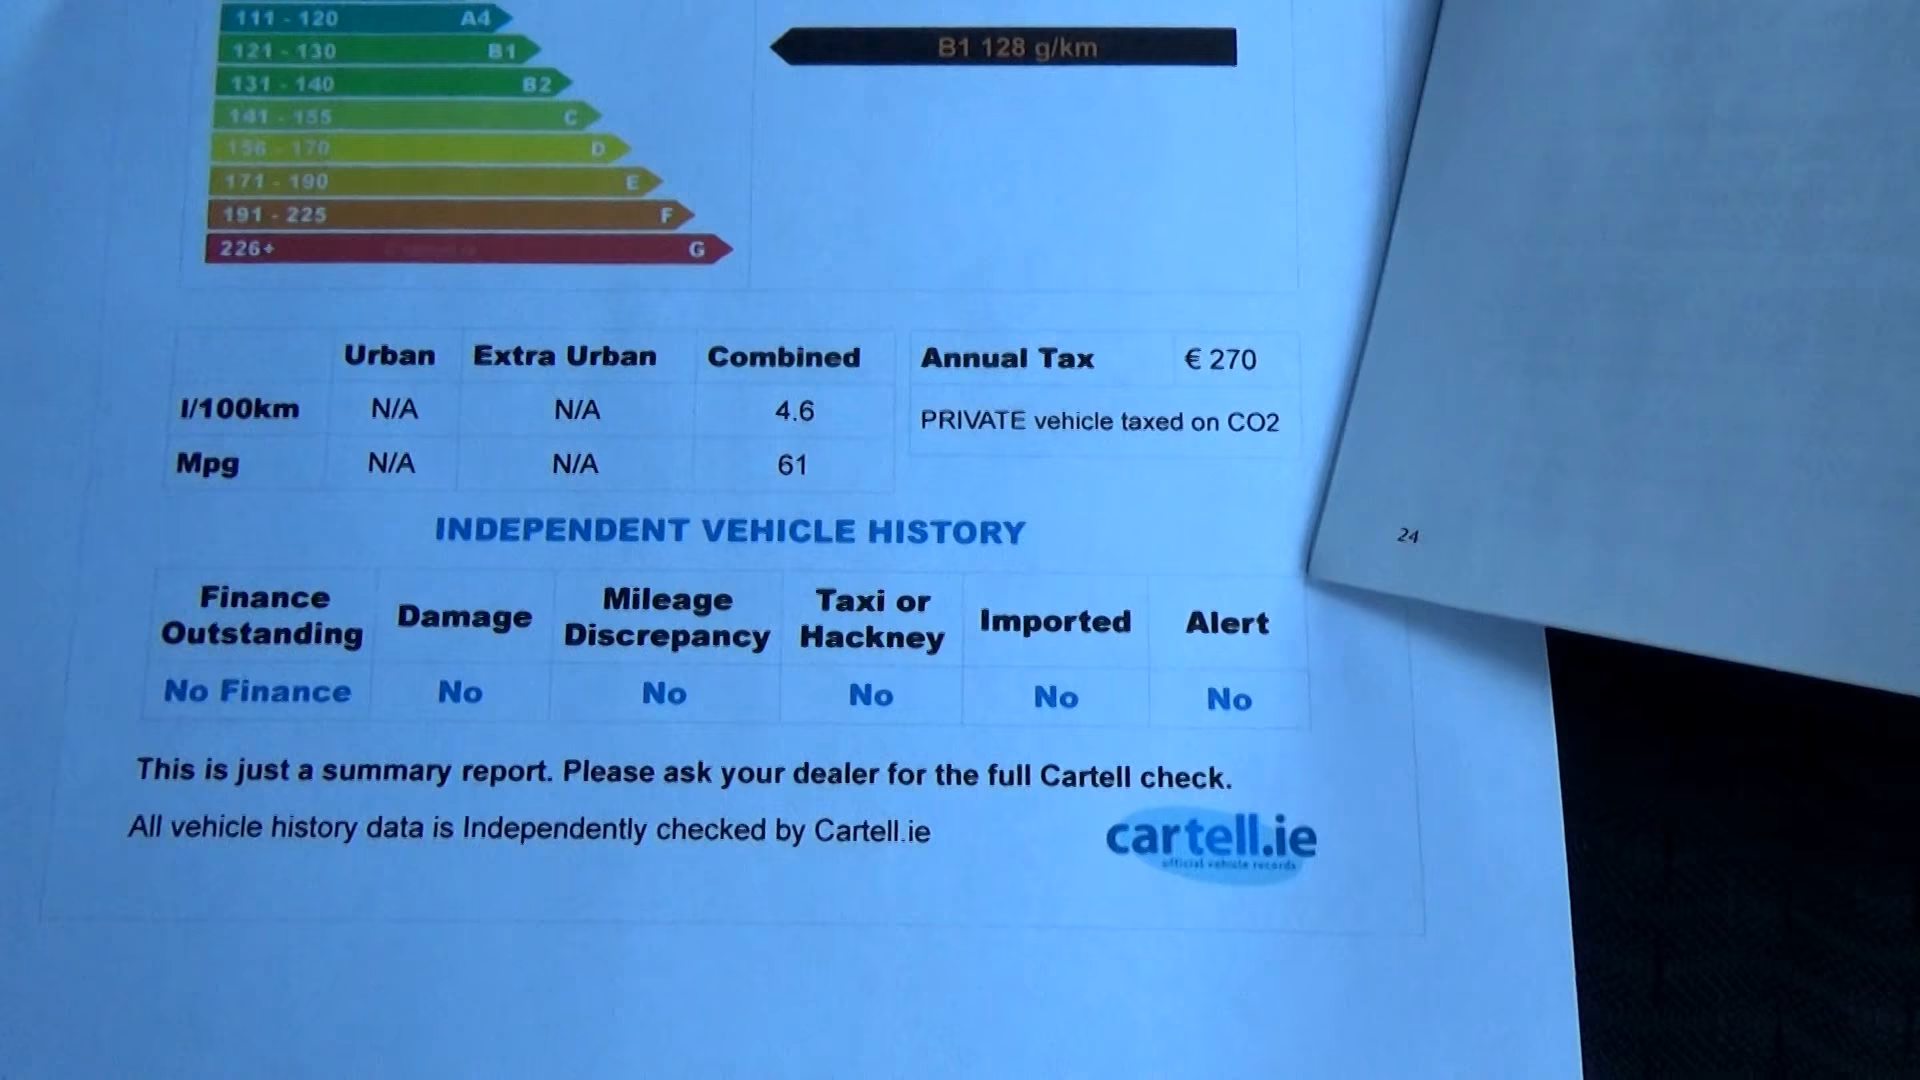 111 - 120 A4
121 - 130 B1
B1 128 g/km
131 - 140 B2
141 - 155 C
156 - 170 D
171 - 190 E
191 - 225 F
226+ G
Urban Extra Urban Combined
l/100km N/A N/A 4.6
Mpg N/A N/A 61
Annual Tax € 270
PRIVATE vehicle taxed on CO2
INDEPENDENT VEHICLE HISTORY
Finance Outstanding Damage Mileage Discrepancy Taxi or Hackney Imported Alert
No Finance No No No No No
This is just a summary report. Please ask your dealer for the full Cartell check.
All vehicle history data is Independently checked by Cartell.ie
cartell.ie
official vehicle records
24